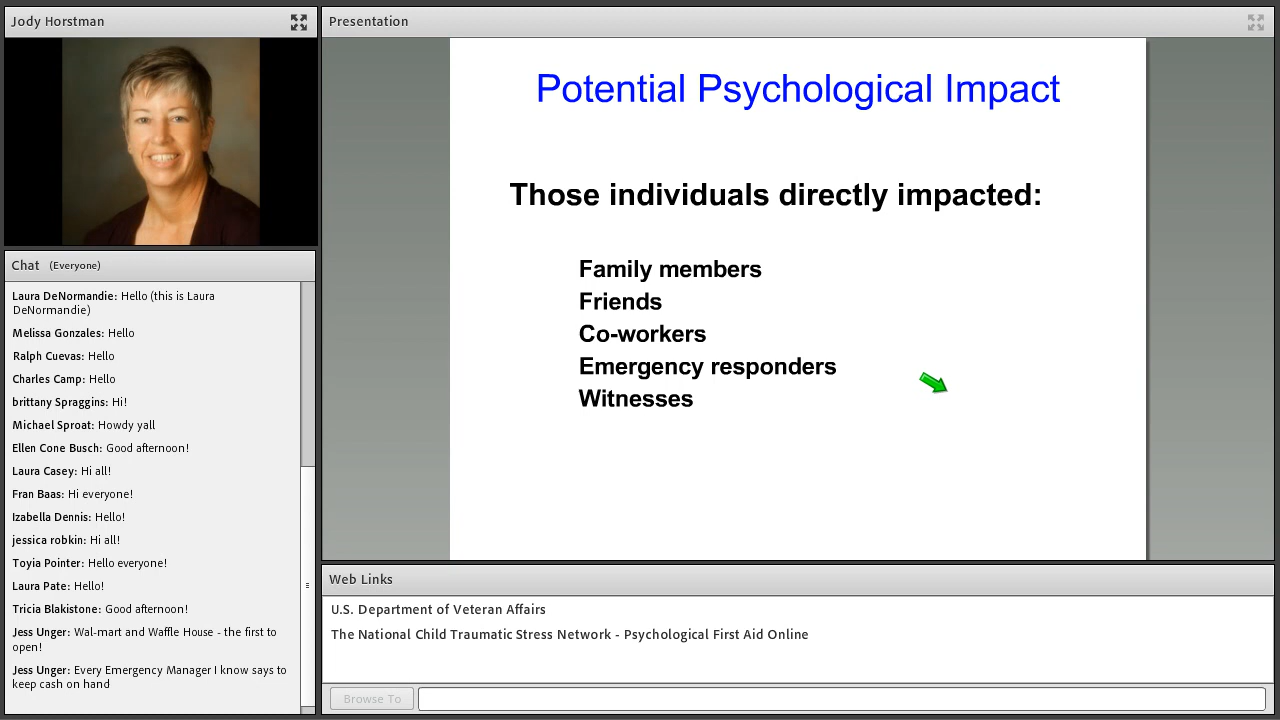 Jody Horstman
Chat (Everyone)
Laura DeNormandie: Hello (this is Laura
DeNormandie)
Melissa Gonzales: Hello
Ralph Cuevas: Hello
Charles Camp: Hello
brittany Spraggins: Hi!
Michael Sproat: Howdy yall
Ellen Cone Busch: Good afternoon!
Laura Casey: Hi all!
Fran Baas: Hi everyone!
Izabella Dennis: Hello!
jessica robkin: Hi all!
Toyia Pointer: Hello everyone!
Laura Pate: Hello!
Tricia Blakistone: Good afternoon!
Jess Unger: Wal-mart and Waffle House - the first to
open!
Jess Unger: Every Emergency Manager I know says to
keep cash on hand
Presentation
Potential Psychological Impact
Those individuals directly impacted:
Family members
Friends
Co-workers
Emergency responders
Witnesses
Web Links
U.S. Department of Veteran Affairs
The National Child Traumatic Stress Network - Psychological First Aid Online
Browse To